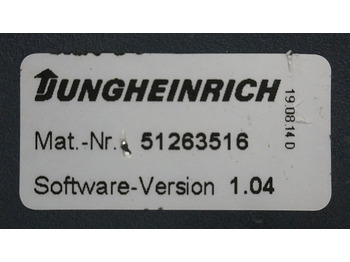 JUNGHEINRICH
Mat.-Nr.: 51263516
Software-Version 1.04
19.08.14 D